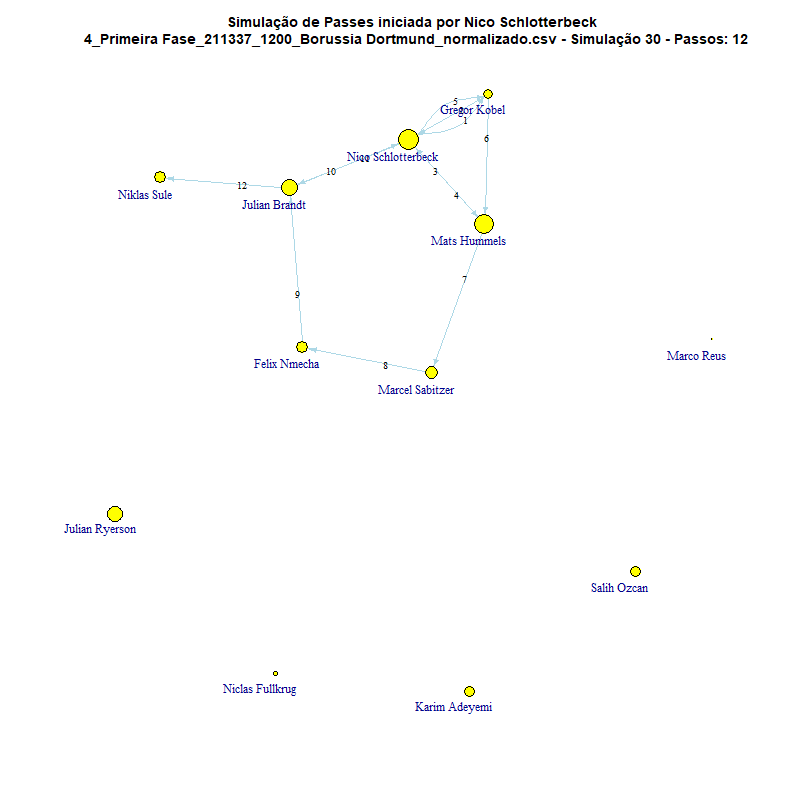 Simulação de Passes iniciada por Nico Schlotterbeck
4_Primeira Fase_211337_1200_Borussia Dortmund_normalizado.csv - Simulação 30 - Passos: 12
5
Gregor Kobel
1
6
Nico Schlotterbeck
11
10
3
12
4
Niklas Sule
Julian Brandt
Mats Hummels
7
9
Marco Reus
Felix Nmecha
8
Marcel Sabitzer
Julian Ryerson
Salih Ozcan
Niclas Fullkrug
Karim Adeyemi